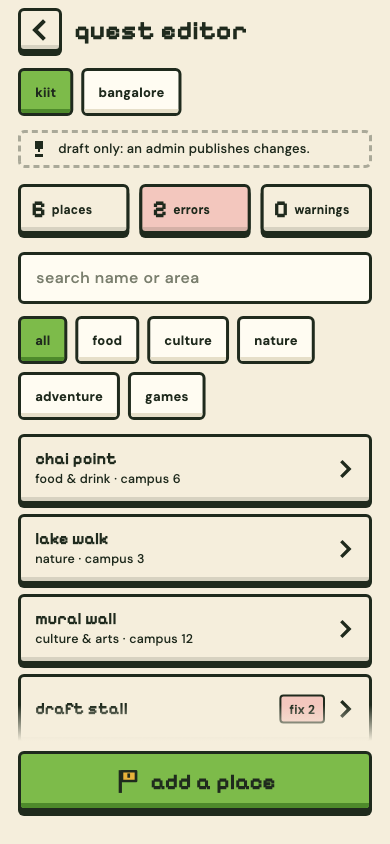 quest editor
kiit bangalore
draft only: an admin publishes changes.
6 places 2 errors 0 warnings
search name or area
all food culture nature
adventure games
chai point
food & drink · campus 6
lake walk
nature · campus 3
mural wall
culture & arts · campus 12
draft stall fix 2
add a place